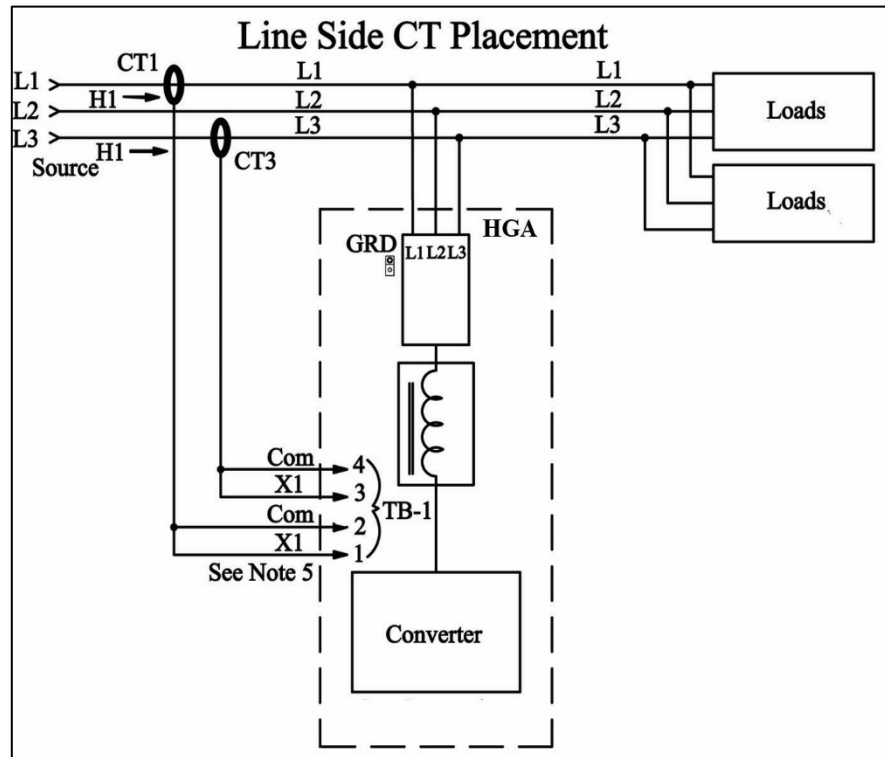 Line Side CT Placement
CT1
L1 L1 L1
H1
L2 L2 L2
L3 L3 L3
H1
Source
CT3
Loads
Loads
HGA
GRD
L1 L2 L3
Com 4
X1 3
TB-1
Com 2
X1 1
See Note 5
Converter